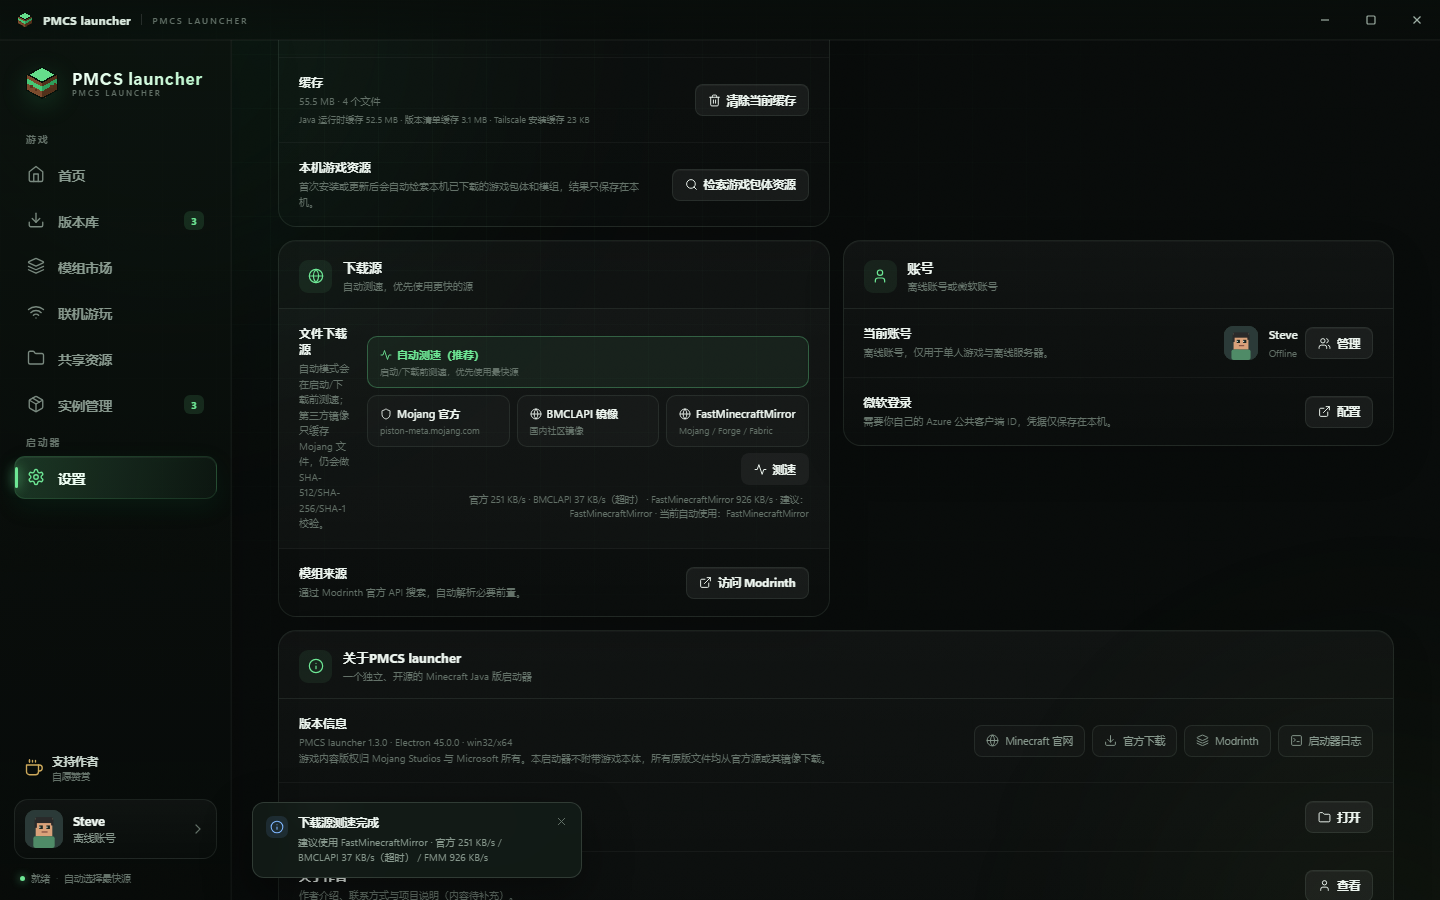 PMCS launcher
PMCS LAUNCHER
PMCS launcher
PMCS LAUNCHER
游戏
首页
版本库
3
模组市场
联机游玩
共享资源
实例管理
3
启动器
设置
支持作者
自愿赞赏
Steve
离线账号
就绪 · 自动选择最快源
缓存
55.5 MB · 4 个文件
Java 运行时缓存 52.5 MB · 版本清单缓存 3.1 MB · Tailscale 安装缓存 23 KB
清除当前缓存
本机游戏资源
首次安装或更新后会自动检索本机已下载的游戏包体和模组，结果只保存在本
机。
检索游戏包体资源
下载源
自动测速，优先使用更快的源
文件下载
源
自动模式会
在启动/下
载前测速；
第三方镜像
只缓存
Mojang 文
件，仍会做
SHA-
512/SHA-
256/SHA-1
校验。
自动测速（推荐）
启动/下载前测速，优先使用最快源
Mojang 官方
piston-meta.mojang.com
BMCLAPI 镜像
国内社区镜像
FastMinecraftMirror
Mojang / Forge / Fabric
测速
官方 251 KB/s · BMCLAPI 37 KB/s（超时） · FastMinecraftMirror 926 KB/s · 建议：
FastMinecraftMirror · 当前自动使用：FastMinecraftMirror
模组来源
通过 Modrinth 官方 API 搜索，自动解析必要前置。
访问 Modrinth
账号
离线账号或微软账号
当前账号
离线账号，仅用于单人游戏与离线服务器。
Steve
Offline
管理
微软登录
需要你自己的 Azure 公共客户端 ID，凭据仅保存在本机。
配置
关于PMCS launcher
一个独立、开源的 Minecraft Java 版启动器
版本信息
PMCS launcher 1.3.0 · Electron 45.0.0 · win32/x64
游戏内容版权归 Mojang Studios 与 Microsoft 所有。本启动器不附带游戏本体，所有原版文件均从官方源或其镜像下载。
Minecraft 官网
官方下载
Modrinth
启动器日志
打开
下载源测速完成
建议使用 FastMinecraftMirror · 官方 251 KB/s /
BMCLAPI 37 KB/s（超时） / FMM 926 KB/s
关于作者
作者介绍、联系方式与项目说明（内容待补充）。
查看